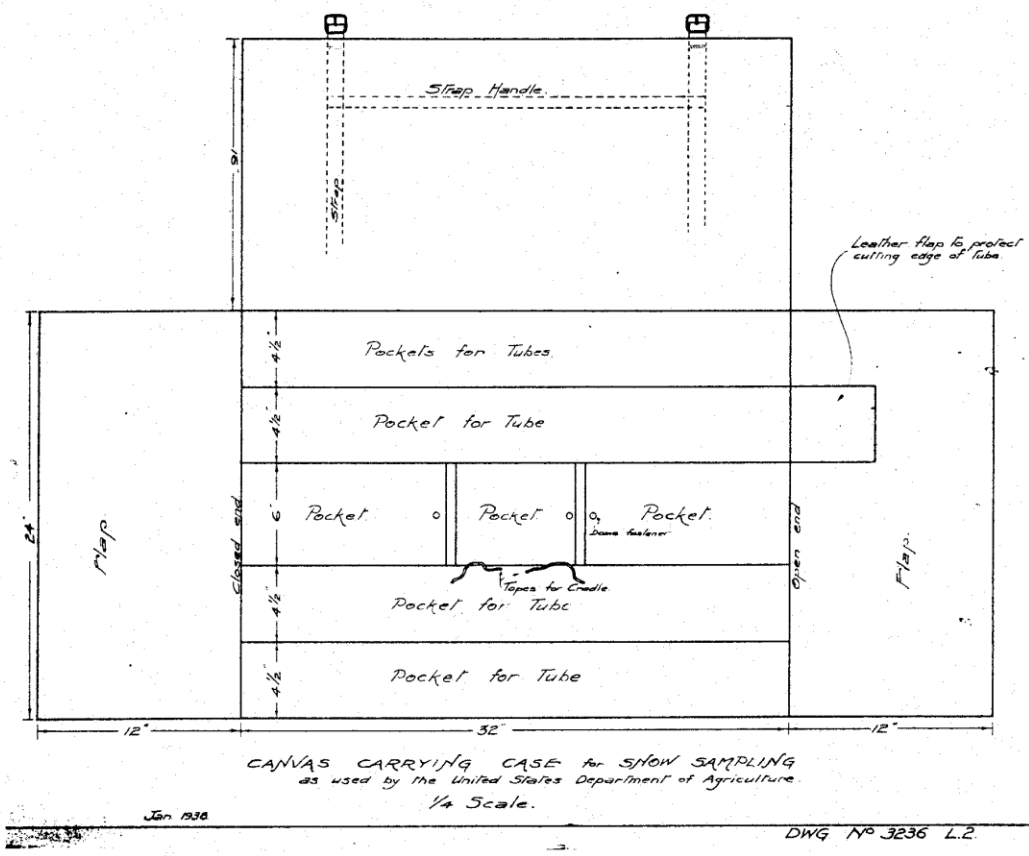 Strap Handle.
16
Strap
Leather flap to protect
cutting edge of Tube.
4½"
Pockets for Tubes.
4½"
Pocket for Tube
24"
Flap.
Closed end
6"
Pocket.
Pocket
Pocket.
Dome fastener
Open end
Flap.
Tapes for Cradle.
4½"
Pocket for Tube
4½"
Pocket for Tube
12"
32"
12"
CANVAS CARRYING CASE for SNOW SAMPLING
as used by the United States Department of Agriculture.
1/4 Scale.
Jan 1938
DWG Nº 3236 L.2.